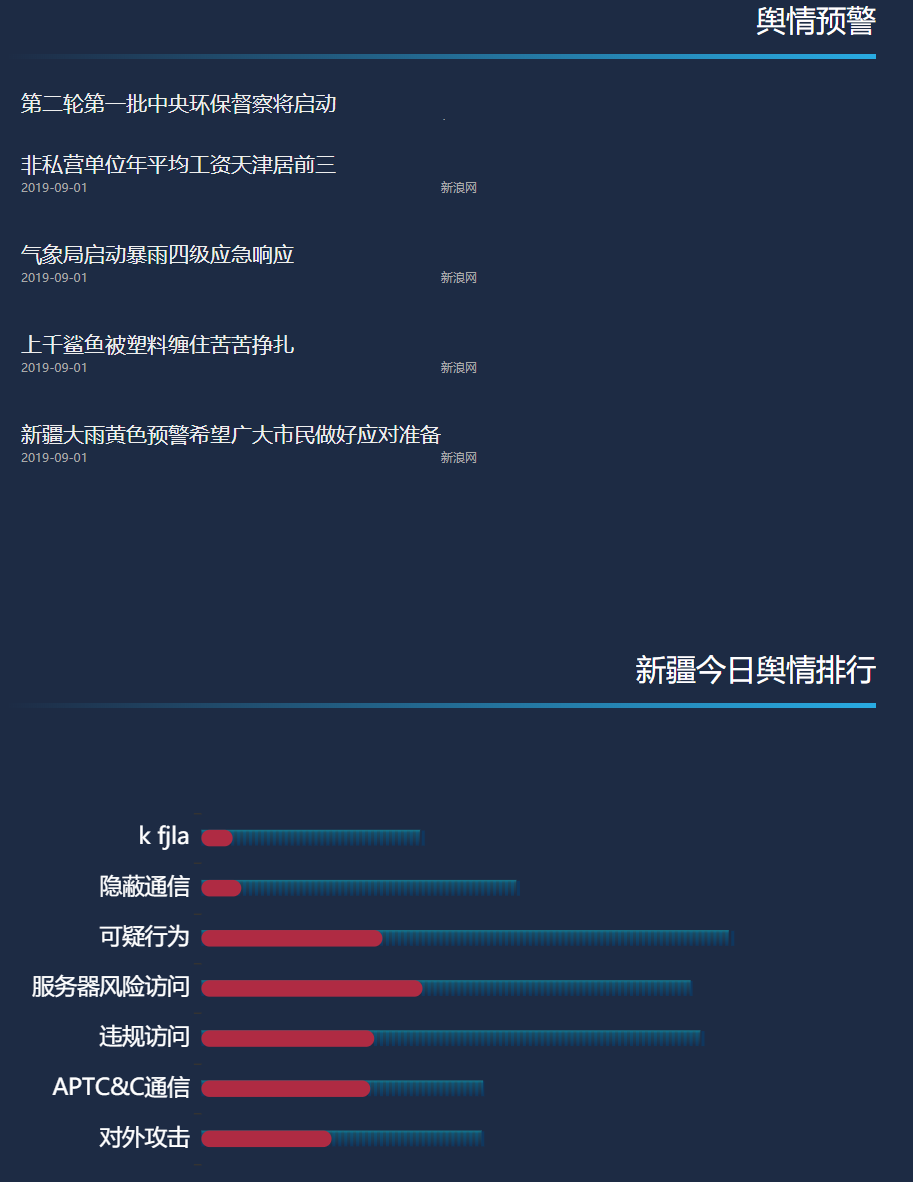 舆情预警
第二轮第一批中央环保督察将启动
非私营单位年平均工资天津居前三
2019-09-01 新浪网
气象局启动暴雨四级应急响应
2019-09-01 新浪网
上千鲨鱼被塑料缠住苦苦挣扎
2019-09-01 新浪网
新疆大雨黄色预警希望广大市民做好应对准备
2019-09-01 新浪网
新疆今日舆情排行
k fjla
隐蔽通信
可疑行为
服务器风险访问
违规访问
APTC&C通信
对外攻击